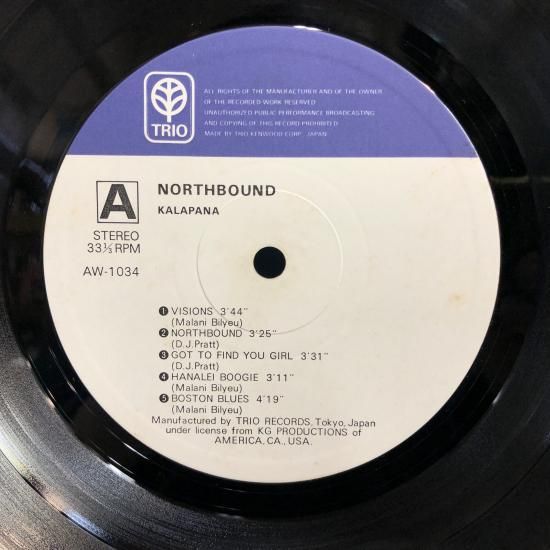 TRIO
ALL RIGHTS OF THE MANUFACTURER AND OF THE OWNER
OF THE RECORDED WORK RESERVED
UNAUTHORIZED PUBLIC PERFORMANCE BROADCASTING
AND COPYING OF THIS RECORD PROHIBITED
MADE BY TRIO KENWOOD CORP., JAPAN
A
STEREO
33⅓ RPM
AW-1034
NORTHBOUND
KALAPANA
❶ VISIONS 3'44"
(Malani Bilyeu)
❷ NORTHBOUND 3'25"
(D.J.Pratt)
❸ GOT TO FIND YOU GIRL 3'31"
(D.J.Pratt)
❹ HANALEI BOOGIE 3'11"
(Malani Bilyeu)
❺ BOSTON BLUES 4'19"
(Malani Bilyeu)
Manufactured by TRIO RECORDS, Tokyo, Japan
under license from KG PRODUCTIONS of
AMERICA, CA., USA.